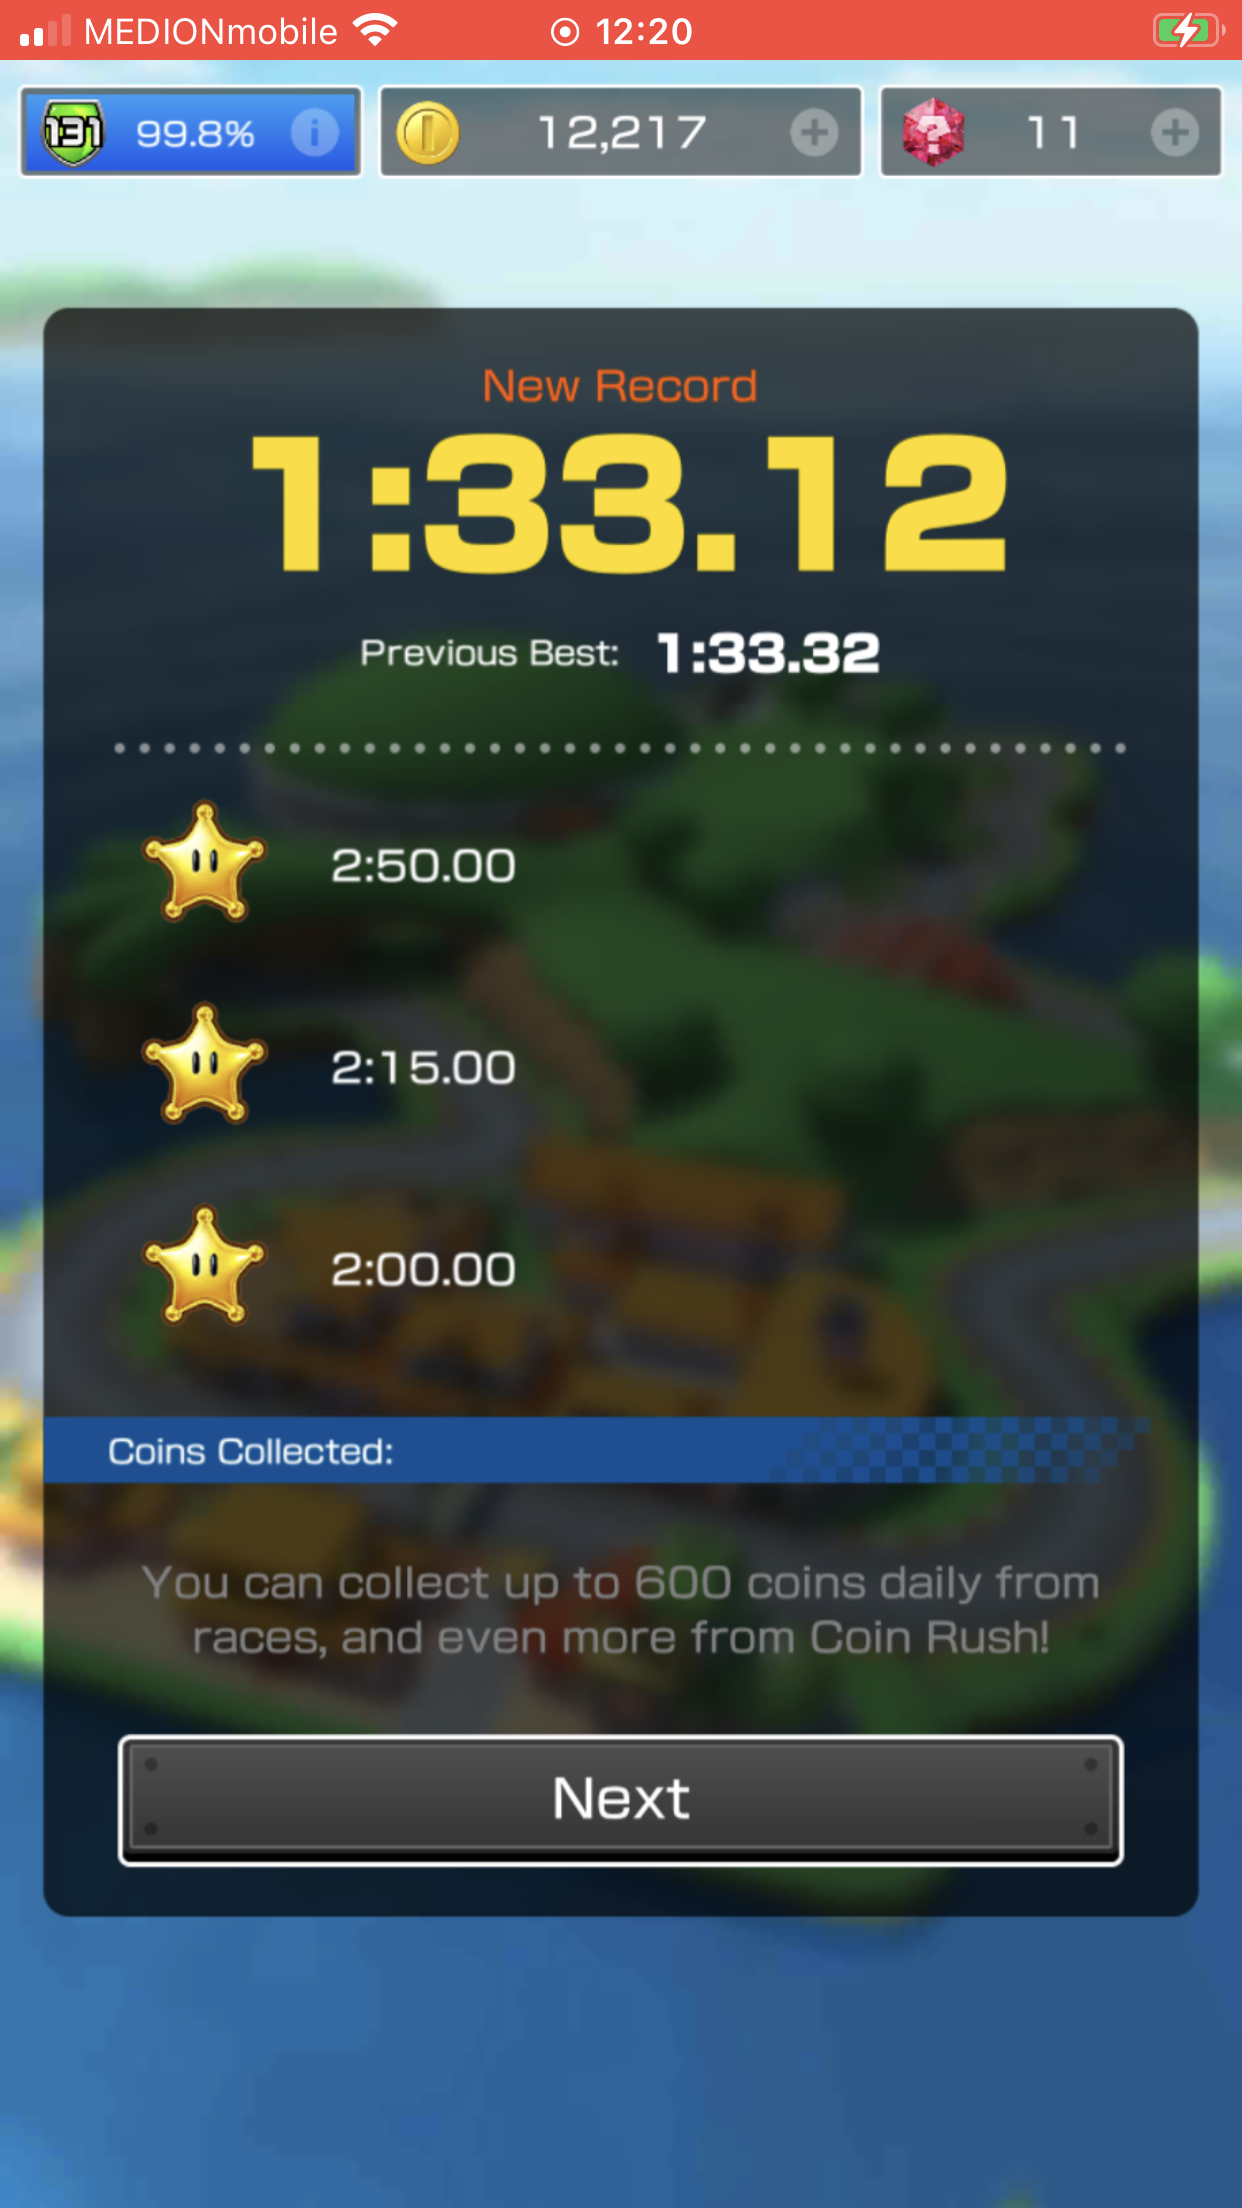 MEDIONmobile 12:20
131 99.8% i 12,217 + ? 11 +
New Record
1:33.12
Previous Best: 1:33.32
2:50.00
2:15.00
2:00.00
Coins Collected:
You can collect up to 600 coins daily from
races, and even more from Coin Rush!
Next